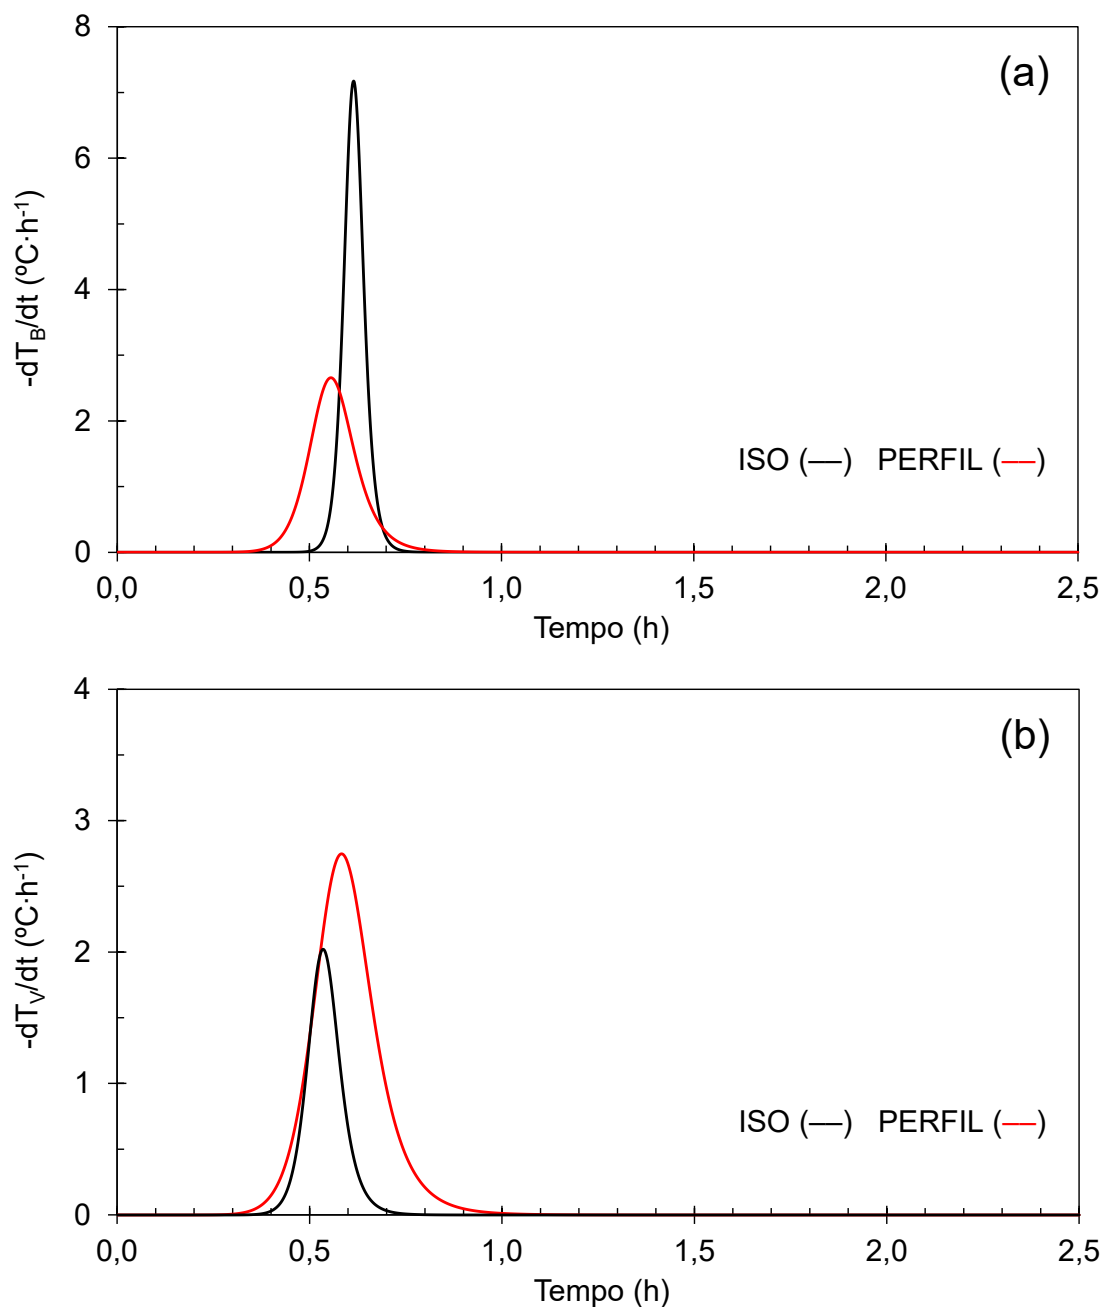 8
(a)
6
-dT_B/dt (ºC·h⁻¹)
4
2
ISO (—) PERFIL (—)
0
0,0 0,5 1,0 1,5 2,0 2,5
Tempo (h)
4
(b)
3
-dT_V/dt (ºC·h⁻¹)
2
1
ISO (—) PERFIL (—)
0
0,0 0,5 1,0 1,5 2,0 2,5
Tempo (h)